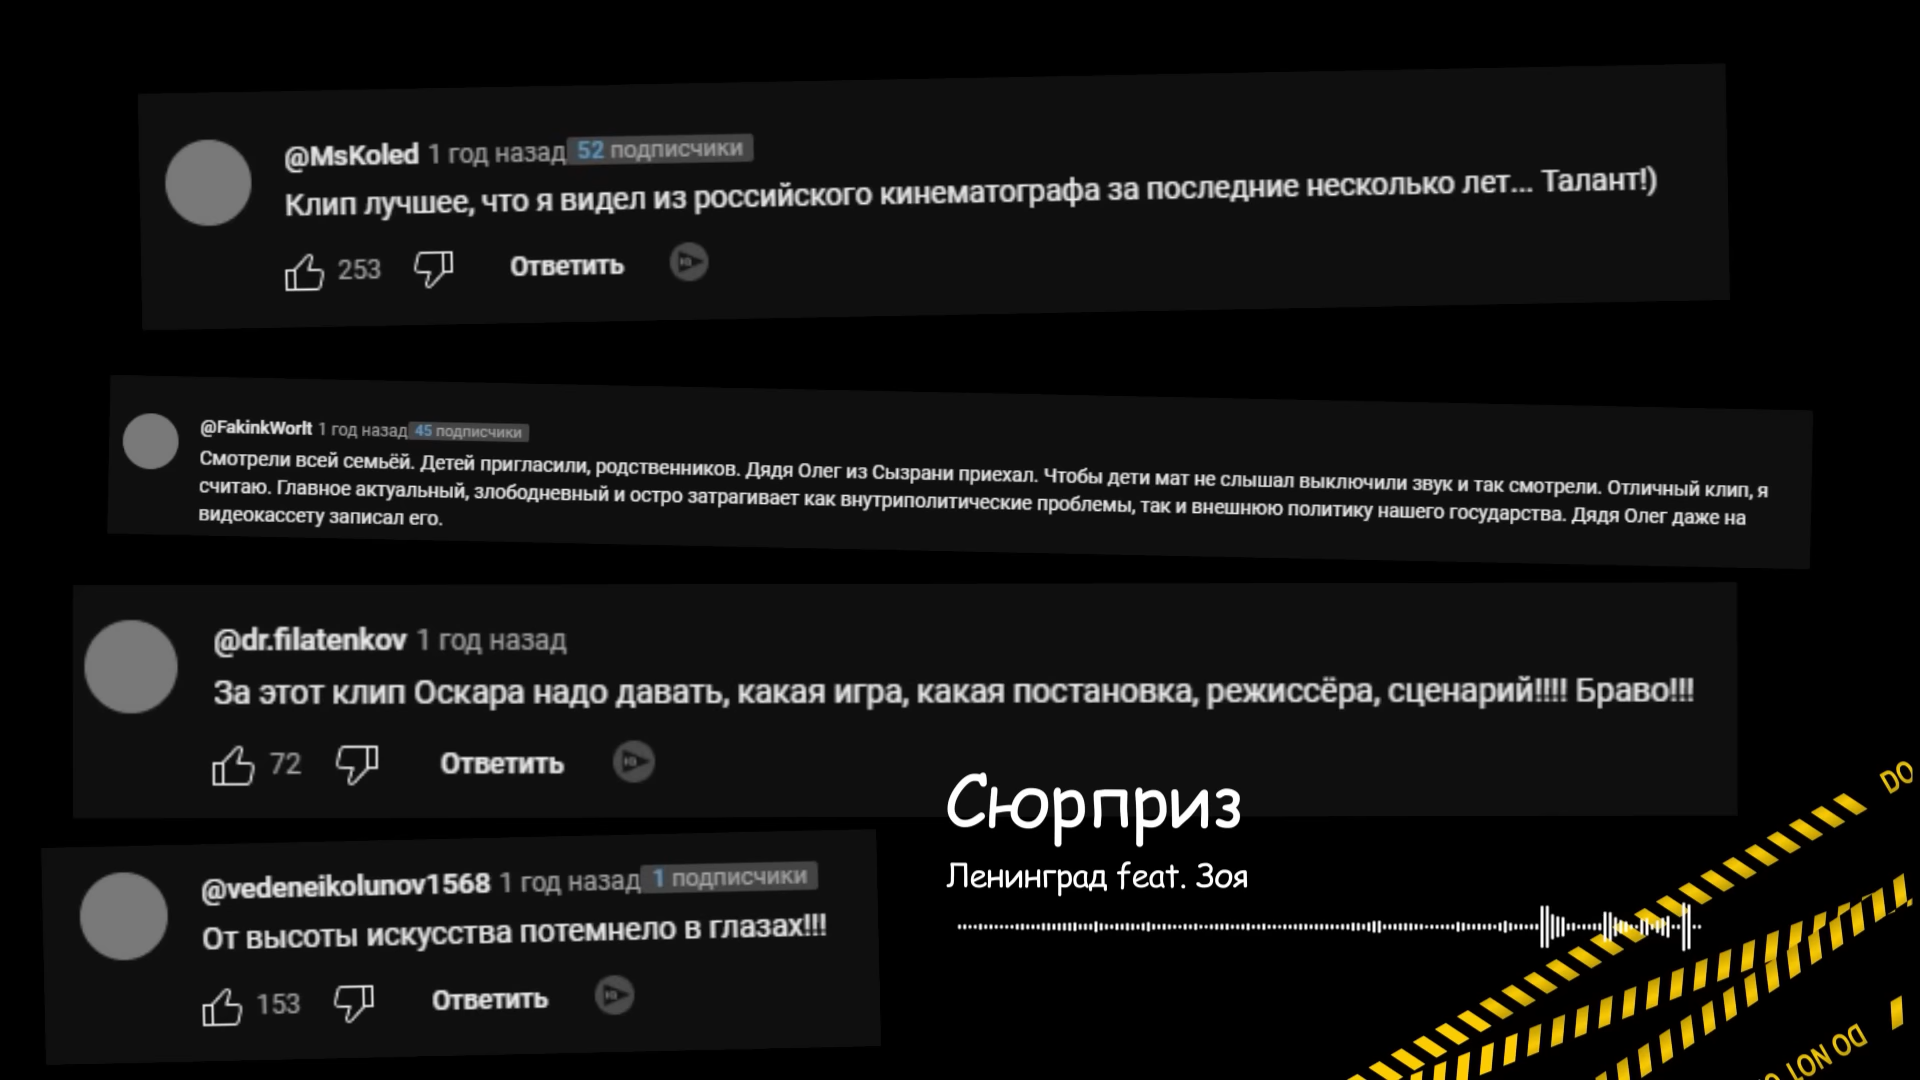 @MsKoled 1 год назад 52 подписчики
Клип лучшее, что я видел из российского кинематографа за последние несколько лет... Талант!)
253 Ответить
@FakinkWorlt 1 год назад 45 подписчики
Смотрели всей семьёй. Детей пригласили, родственников. Дядя Олег из Сызрани приехал. Чтобы дети мат не слышал выключили звук и так смотрели. Отличный клип, я
считаю. Главное актуальный, злободневный и остро затрагивает как внутриполитические проблемы, так и внешнюю политику нашего государства. Дядя Олег даже на
видеокассету записал его.
@dr.filatenkov 1 год назад
За этот клип Оскара надо давать, какая игра, какая постановка, режиссёра, сценарий!!!! Браво!!!
72 Ответить
@vedeneikolunov1568 1 год назад 1 подписчики
От высоты искусства потемнело в глазах!!!
153 Ответить
Сюрприз
Ленинград feat. Зоя
DO
DO NOT